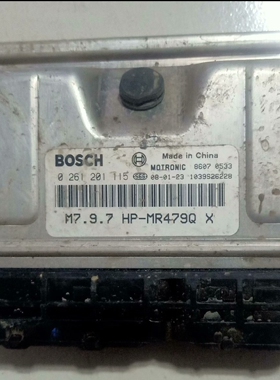 BOSCH Made in China
MOTRONIC 8607 0533
0 261 201 115 08-01-23 1039S26228
M7.9.7 HP-MR479Q X